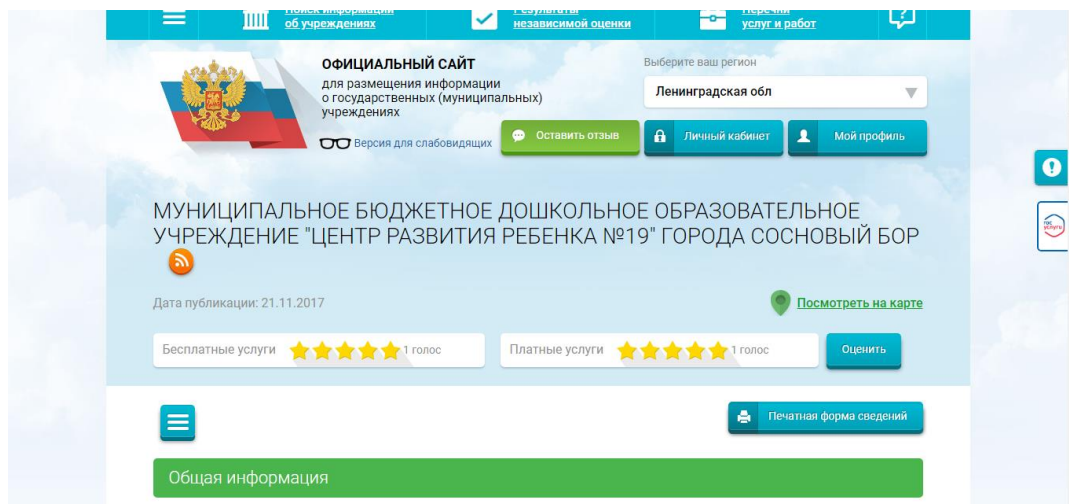 Поиск информации
об учреждениях
Результаты
независимой оценки
Перечни
услуг и работ
ОФИЦИАЛЬНЫЙ САЙТ
для размещения информации
о государственных (муниципальных)
учреждениях
Версия для слабовидящих
Выберите ваш регион
Ленинградская обл
Оставить отзыв
Личный кабинет
Мой профиль
МУНИЦИПАЛЬНОЕ БЮДЖЕТНОЕ ДОШКОЛЬНОЕ ОБРАЗОВАТЕЛЬНОЕ
УЧРЕЖДЕНИЕ "ЦЕНТР РАЗВИТИЯ РЕБЕНКА №19" ГОРОДА СОСНОВЫЙ БОР
Дата публикации: 21.11.2017
Посмотреть на карте
Бесплатные услуги 1 голос
Платные услуги 1 голос
Оценить
Печатная форма сведений
Общая информация
гос
услуги